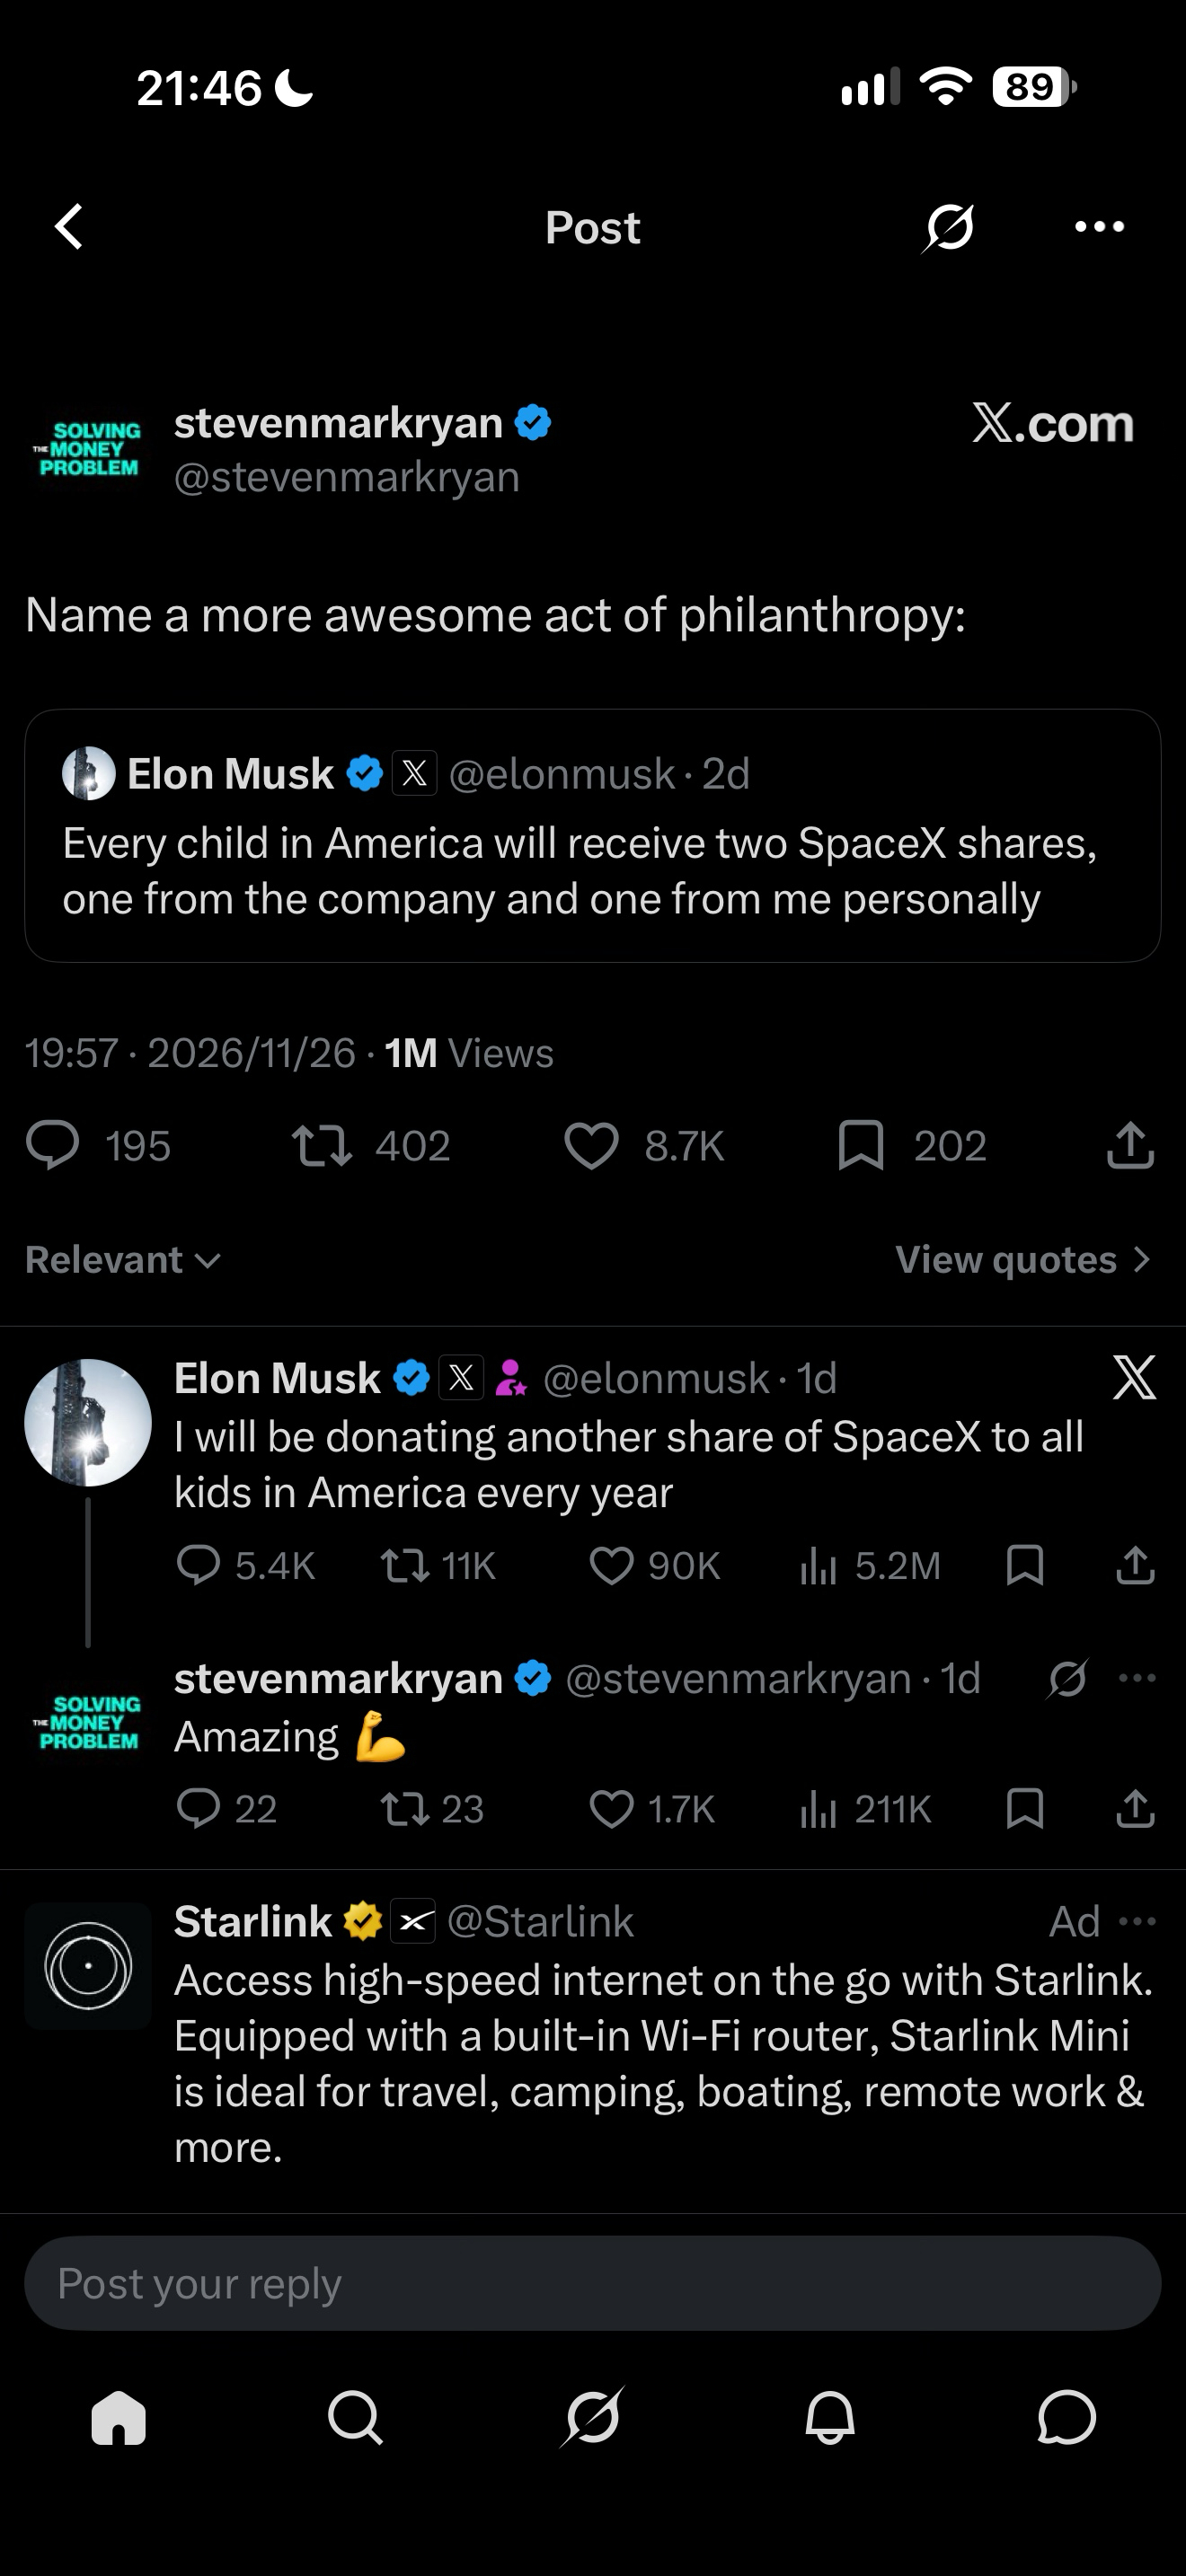 21:46
89
Post
SOLVING
THE MONEY
PROBLEM
stevenmarkryan
X.com
@stevenmarkryan
Name a more awesome act of philanthropy:
Elon Musk X @elonmusk · 2d
Every child in America will receive two SpaceX shares,
one from the company and one from me personally
19:57 · 2026/11/26 · 1M Views
195 402 8.7K 202
Relevant View quotes
Elon Musk X @elonmusk · 1d X
I will be donating another share of SpaceX to all
kids in America every year
5.4K 11K 90K 5.2M
SOLVING
THE MONEY
PROBLEM
stevenmarkryan @stevenmarkryan · 1d
Amazing 💪
22 23 1.7K 211K
Starlink @Starlink Ad
Access high-speed internet on the go with Starlink.
Equipped with a built-in Wi-Fi router, Starlink Mini
is ideal for travel, camping, boating, remote work &
more.
Post your reply